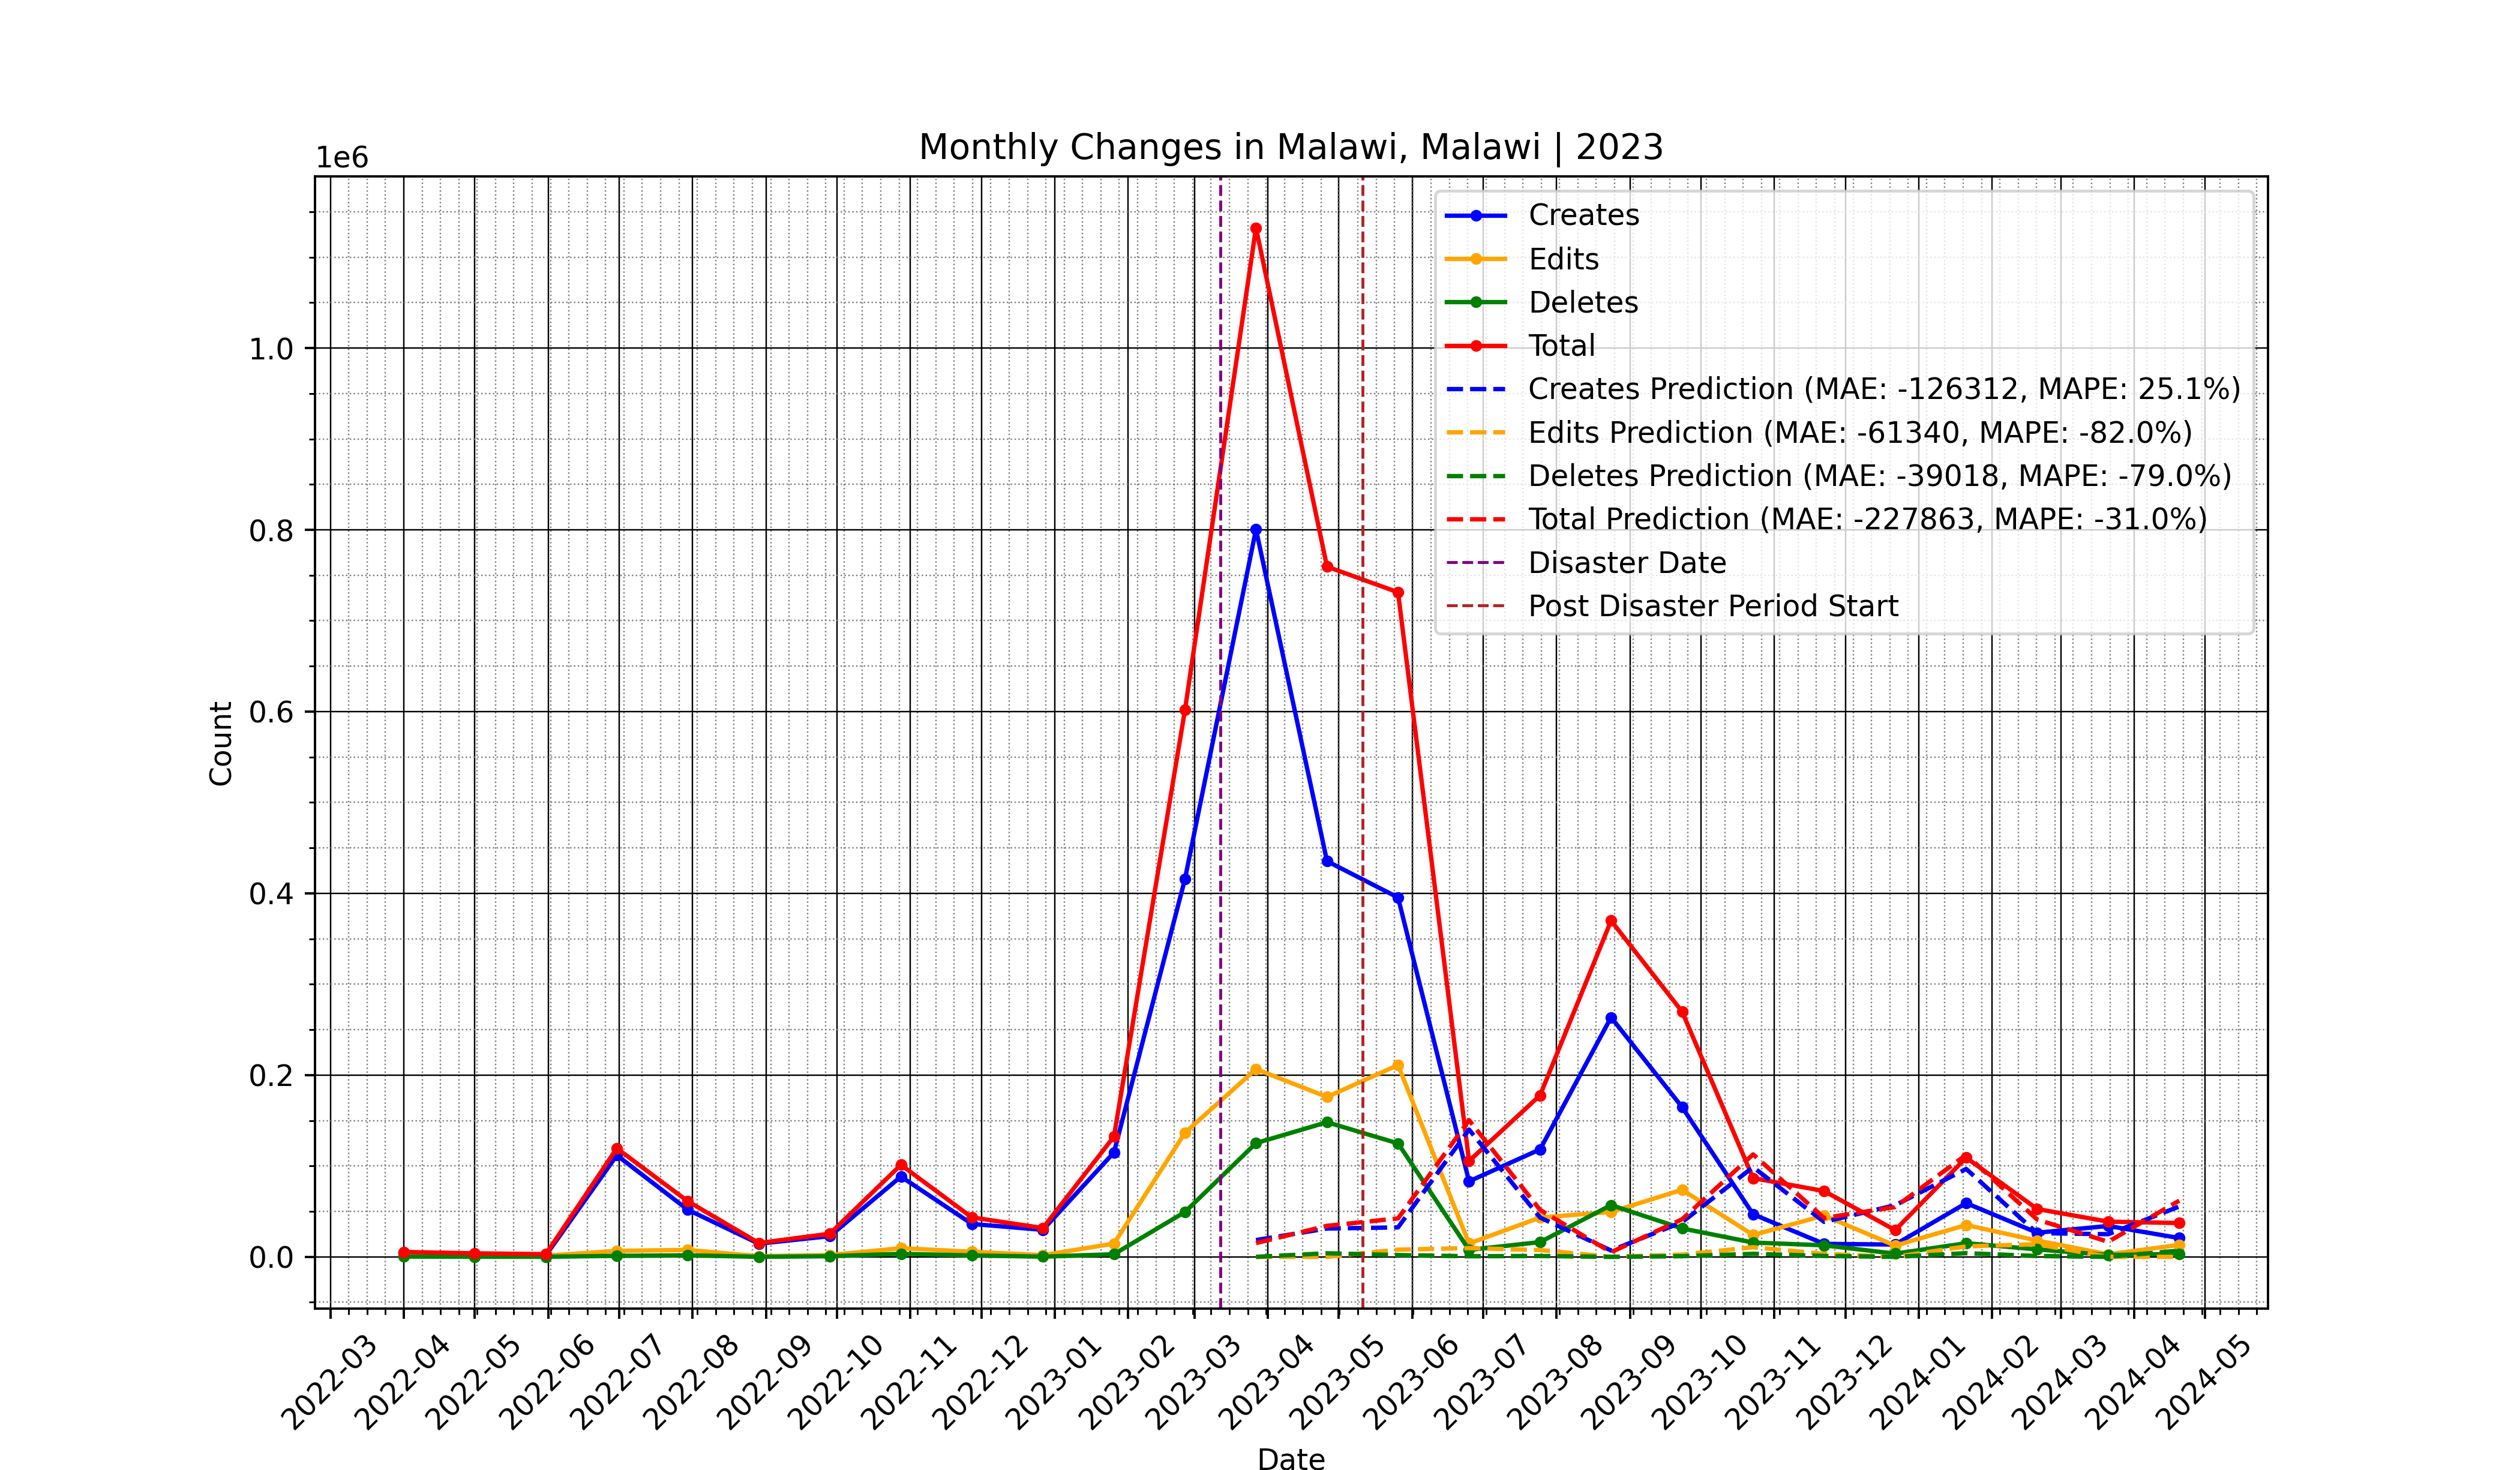 Monthly Changes in Malawi, Malawi | 2023
1e6
Creates
Edits
Deletes
Total
Creates Prediction (MAE: -126312, MAPE: 25.1%)
Edits Prediction (MAE: -61340, MAPE: -82.0%)
Deletes Prediction (MAE: -39018, MAPE: -79.0%)
Total Prediction (MAE: -227863, MAPE: -31.0%)
Disaster Date
Post Disaster Period Start
1.0
0.8
0.6
0.4
0.2
0.0
Count
2022-03
2022-04
2022-05
2022-06
2022-07
2022-08
2022-09
2022-10
2022-11
2022-12
2023-01
2023-02
2023-03
2023-04
2023-05
2023-06
2023-07
2023-08
2023-09
2023-10
2023-11
2023-12
2024-01
2024-02
2024-03
2024-04
2024-05
Date